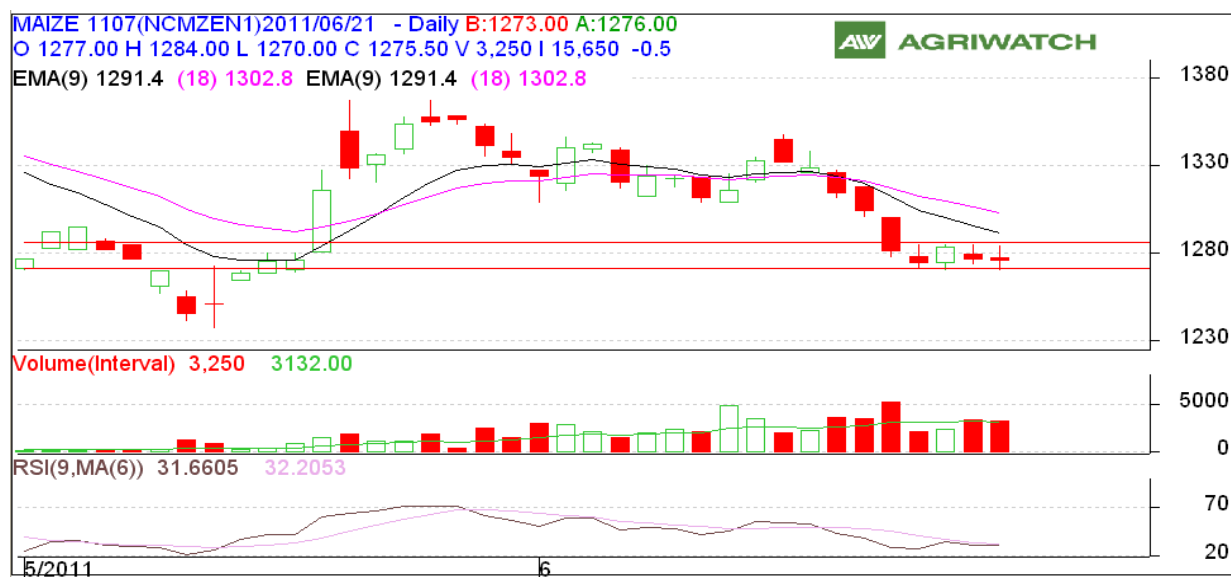 MAIZE 1107(NCMZEN1)2011/06/21 - Daily B:1273.00 A:1276.00
O 1277.00 H 1284.00 L 1270.00 C 1275.50 V 3,250 I 15,650 -0.5
AW AGRIWATCH
EMA(9) 1291.4 (18) 1302.8 EMA(9) 1291.4 (18) 1302.8
1380
1330
1280
1230
Volume(Interval) 3,250 3132.00
5000
0
RSI(9,MA(6)) 31.6605 32.2053
70
20
5/2011 6